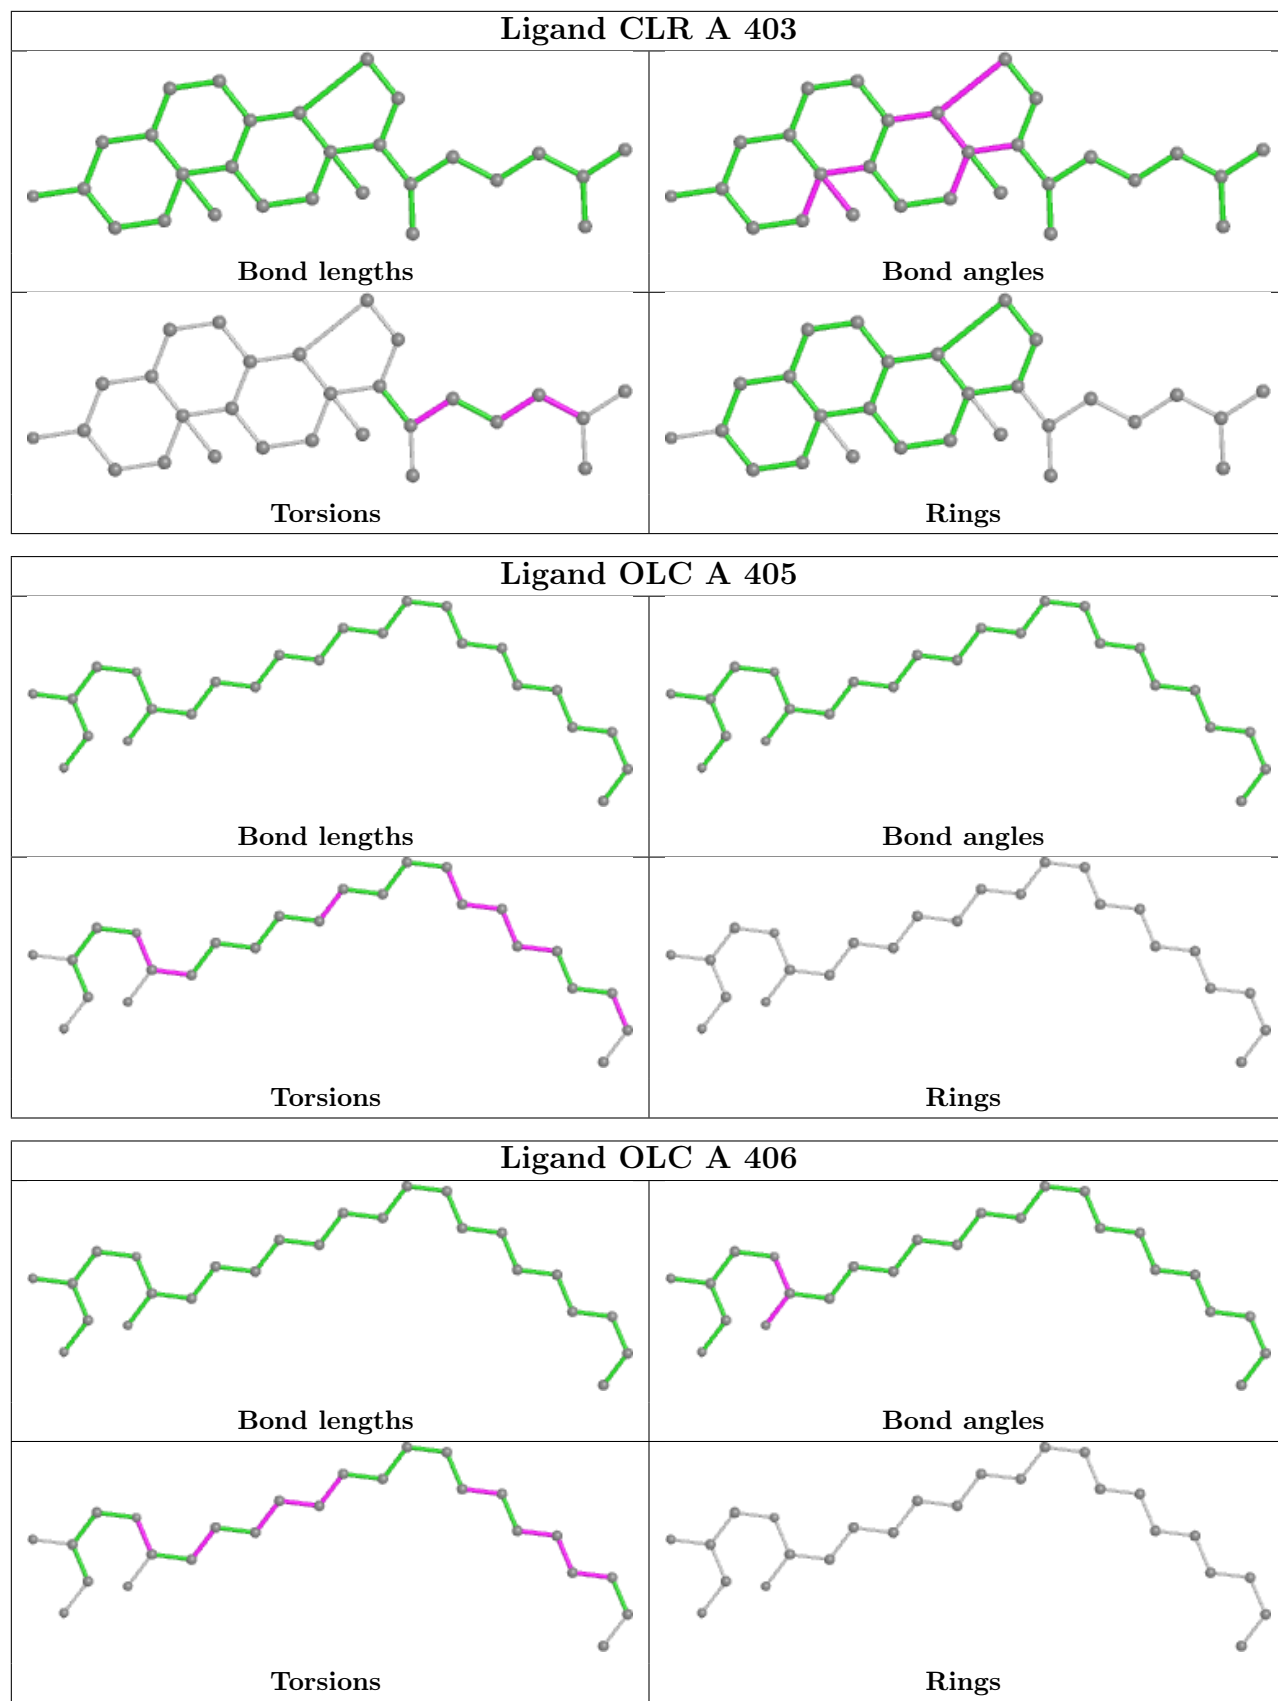 Ligand CLR A 403
Bond lengths
Bond angles
Torsions
Rings
Ligand OLC A 405
Bond lengths
Bond angles
Torsions
Rings
Ligand OLC A 406
Bond lengths
Bond angles
Torsions
Rings